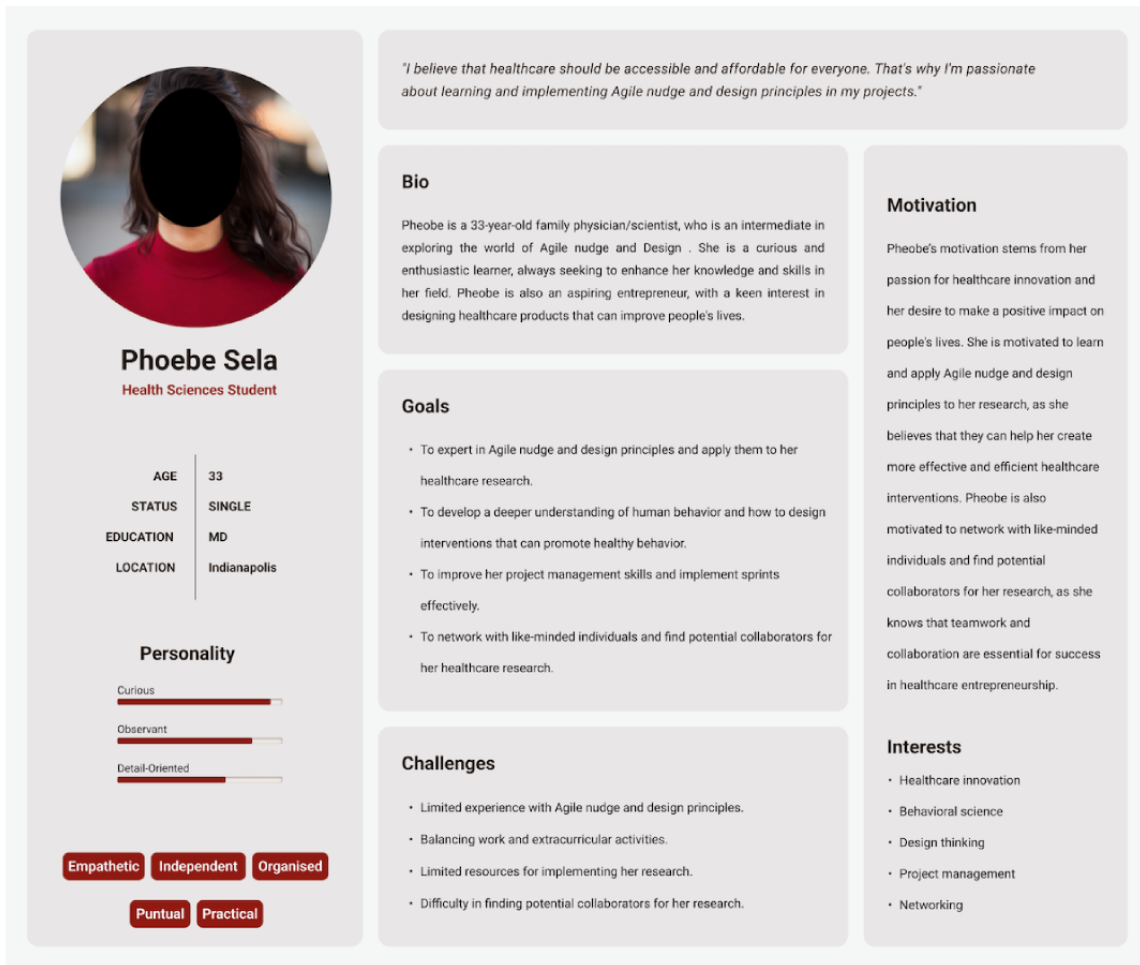 "I believe that healthcare should be accessible and affordable for everyone. That's why I'm passionate
about learning and implementing Agile nudge and design principles in my projects."
Phoebe Sela
Health Sciences Student
AGE 33
STATUS SINGLE
EDUCATION MD
LOCATION Indianapolis
Personality
Curious
Observant
Detail-Oriented
Empathetic Independent Organised
Puntual Practical
Bio
Pheobe is a 33-year-old family physician/scientist, who is an intermediate in
exploring the world of Agile nudge and Design . She is a curious and
enthusiastic learner, always seeking to enhance her knowledge and skills in
her field. Pheobe is also an aspiring entrepreneur, with a keen interest in
designing healthcare products that can improve people's lives.
Goals
• To expert in Agile nudge and design principles and apply them to her
healthcare research.
• To develop a deeper understanding of human behavior and how to design
interventions that can promote healthy behavior.
• To improve her project management skills and implement sprints
effectively.
• To network with like-minded individuals and find potential collaborators for
her healthcare research.
Challenges
• Limited experience with Agile nudge and design principles.
• Balancing work and extracurricular activities.
• Limited resources for implementing her research.
• Difficulty in finding potential collaborators for her research.
Motivation
Pheobe's motivation stems from her
passion for healthcare innovation and
her desire to make a positive impact on
people's lives. She is motivated to learn
and apply Agile nudge and design
principles to her research, as she
believes that they can help her create
more effective and efficient healthcare
interventions. Pheobe is also
motivated to network with like-minded
individuals and find potential
collaborators for her research, as she
knows that teamwork and
collaboration are essential for success
in healthcare entrepreneurship.
Interests
• Healthcare innovation
• Behavioral science
• Design thinking
• Project management
• Networking